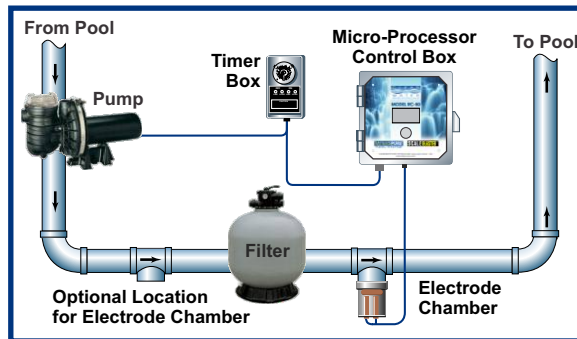 From Pool
Micro-Processor
Control Box
To Pool
Timer
Box
Pump
Filter
Optional Location
for Electrode Chamber
Electrode
Chamber